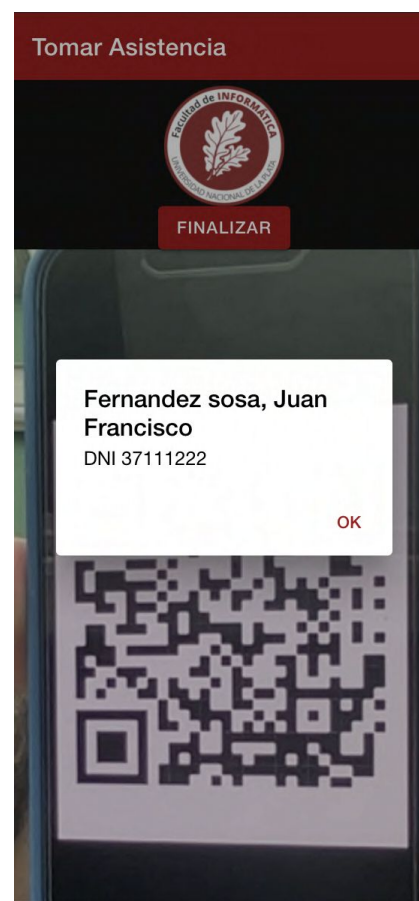 Tomar Asistencia
Facultad de INFORMÁTICA
UNIVERSIDAD NACIONAL DE LA PLATA
FINALIZAR
Fernandez sosa, Juan
Francisco
DNI 37111222
OK